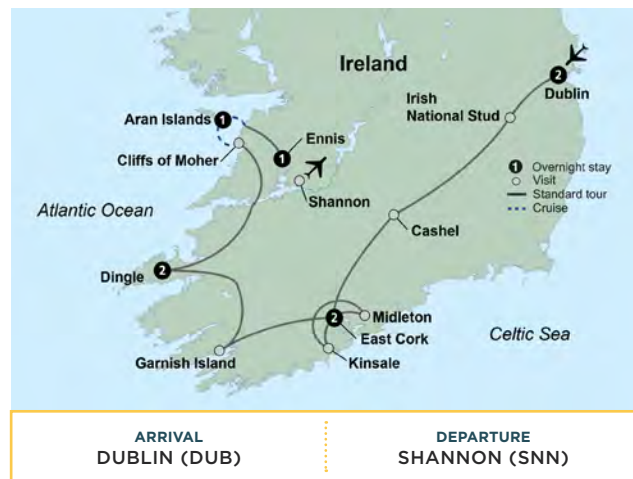 Ireland
2
Dublin
Irish
National Stud
Aran Islands
1
Ennis
1
Cliffs of Moher
Shannon
1 Overnight stay
Visit
Standard tour
Cruise
Atlantic Ocean
Cashel
Dingle
2
Midleton
2
East Cork
Celtic Sea
Garnish Island
Kinsale
ARRIVAL
DUBLIN (DUB)
DEPARTURE
SHANNON (SNN)